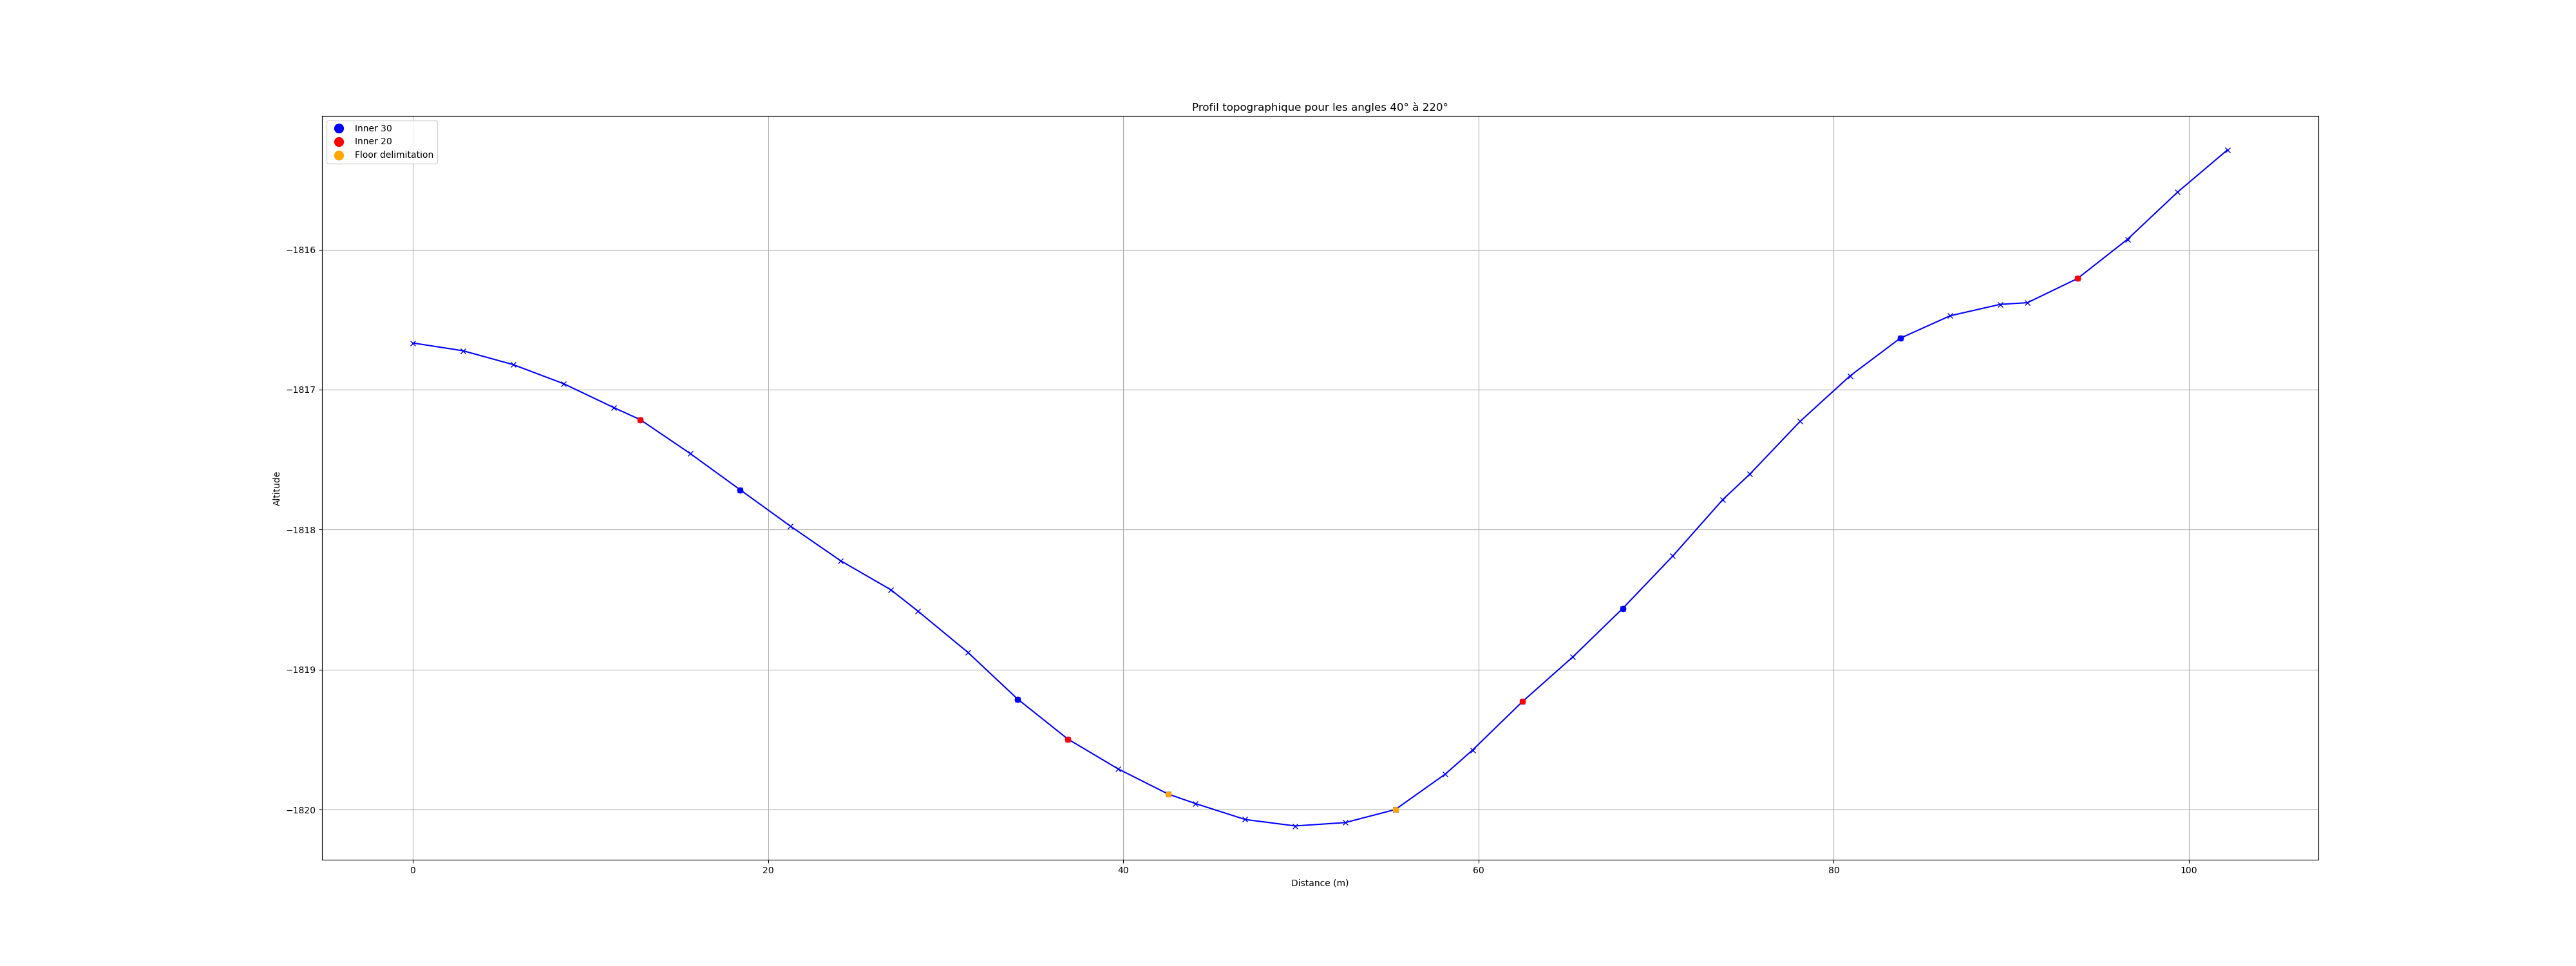 Profil topographique pour les angles 40° à 220°
Inner 30
Inner 20
Floor delimitation
Altitude
−1816
−1817
−1818
−1819
−1820
0 20 40 60 80 100
Distance (m)